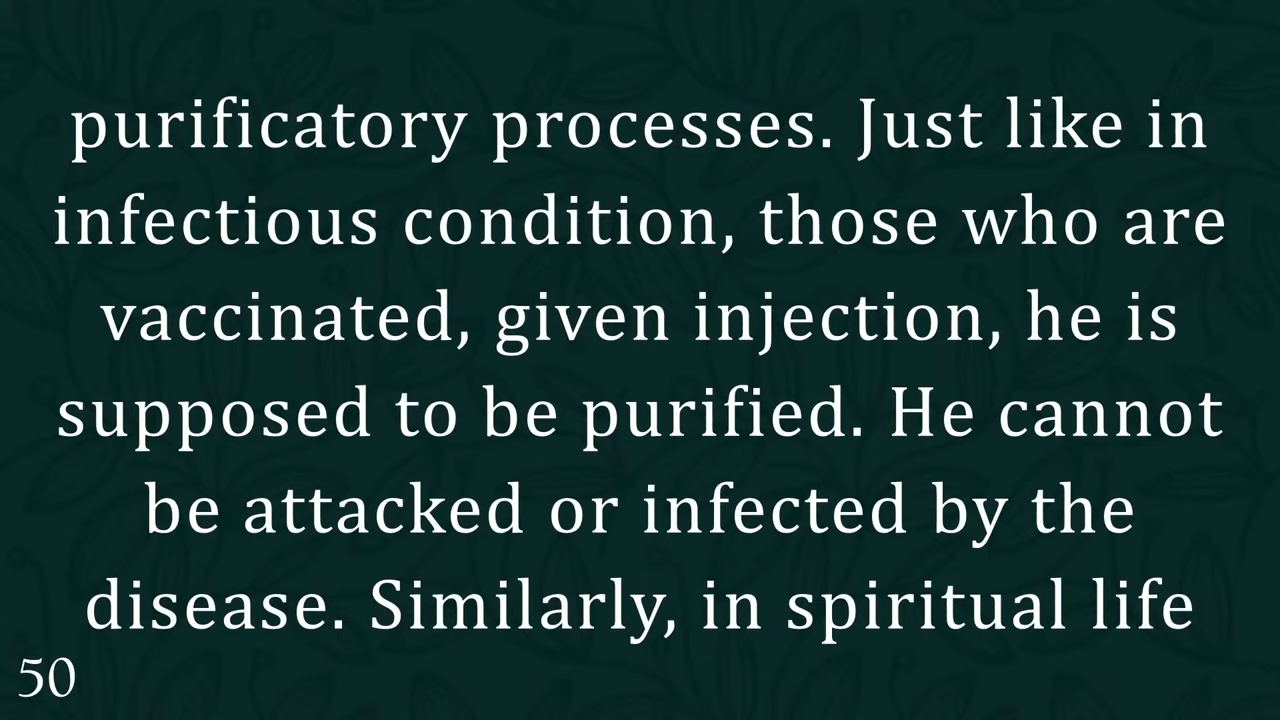 purificatory processes. Just like in
infectious condition, those who are
vaccinated, given injection, he is
supposed to be purified. He cannot
be attacked or infected by the
disease. Similarly, in spiritual life
50